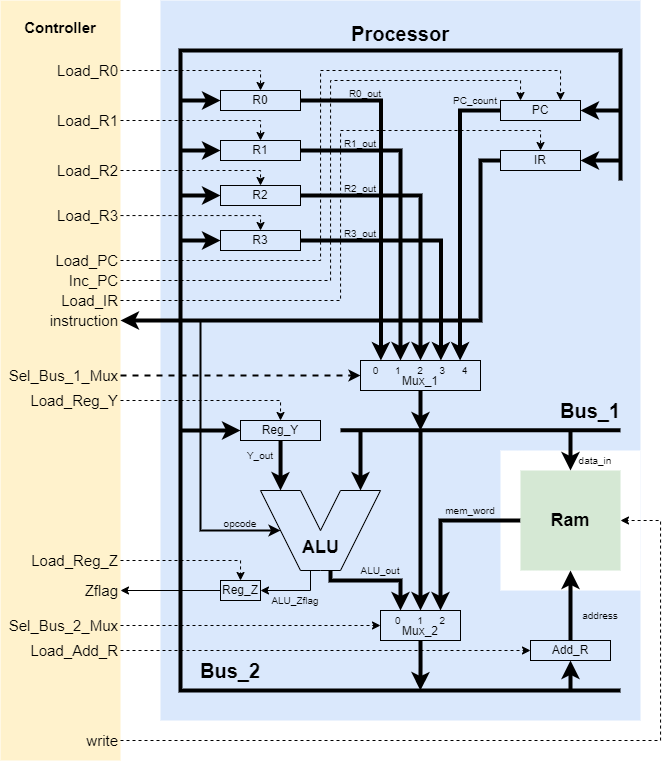 Controller
Processor
Load_R0
R0
R0_out
PC_count
PC
Load_R1
R1
R1_out
IR
Load_R2
R2
R2_out
Load_R3
R3
R3_out
Load_PC
Inc_PC
Load_IR
instruction
Sel_Bus_1_Mux
0 1 2 3 4
Mux_1
Load_Reg_Y
Bus_1
Reg_Y
Y_out
data_in
mem_word
Ram
opcode
ALU
Load_Reg_Z
ALU_out
Zflag
Reg_Z
ALU_Zflag
address
Sel_Bus_2_Mux
0 1 2
Mux_2
Load_Add_R
Add_R
Bus_2
write